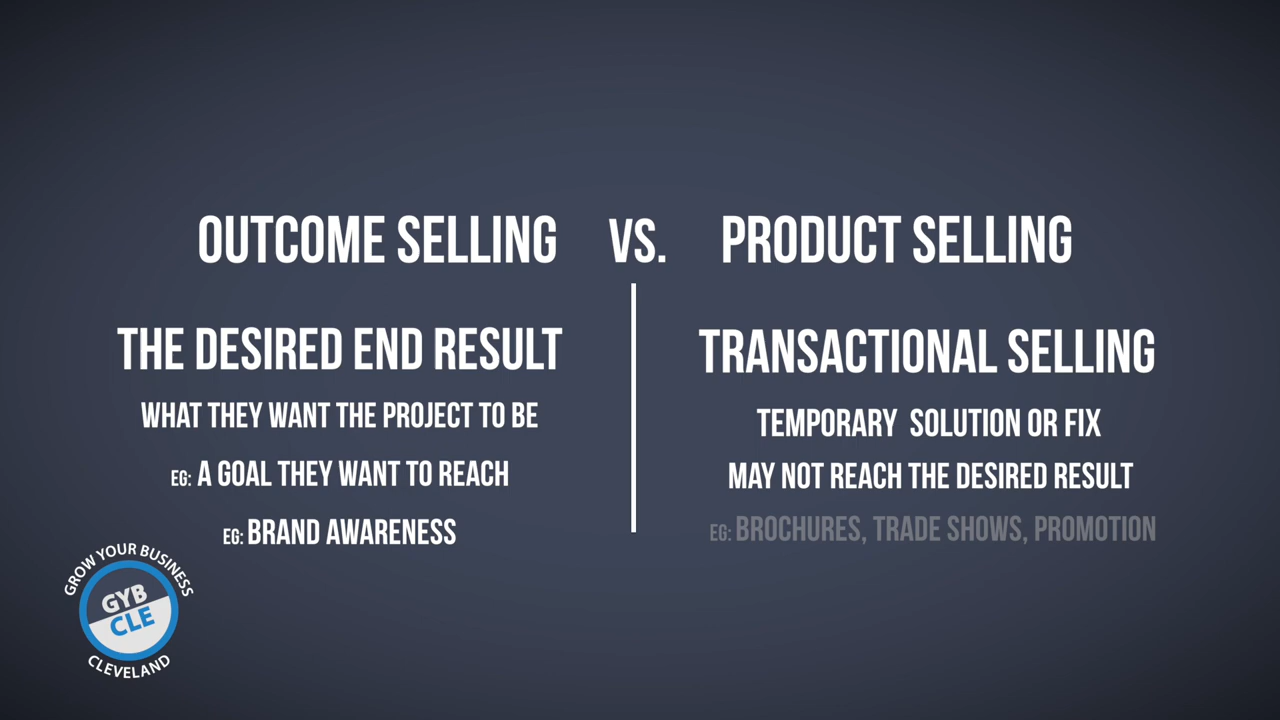 OUTCOME SELLING VS. PRODUCT SELLING
THE DESIRED END RESULT
WHAT THEY WANT THE PROJECT TO BE
EG: A GOAL THEY WANT TO REACH
EG: BRAND AWARENESS
TRANSACTIONAL SELLING
TEMPORARY SOLUTION OR FIX
MAY NOT REACH THE DESIRED RESULT
EG: BROCHURES, TRADE SHOWS, PROMOTION
GROW YOUR BUSINESS
GYB
CLE
CLEVELAND